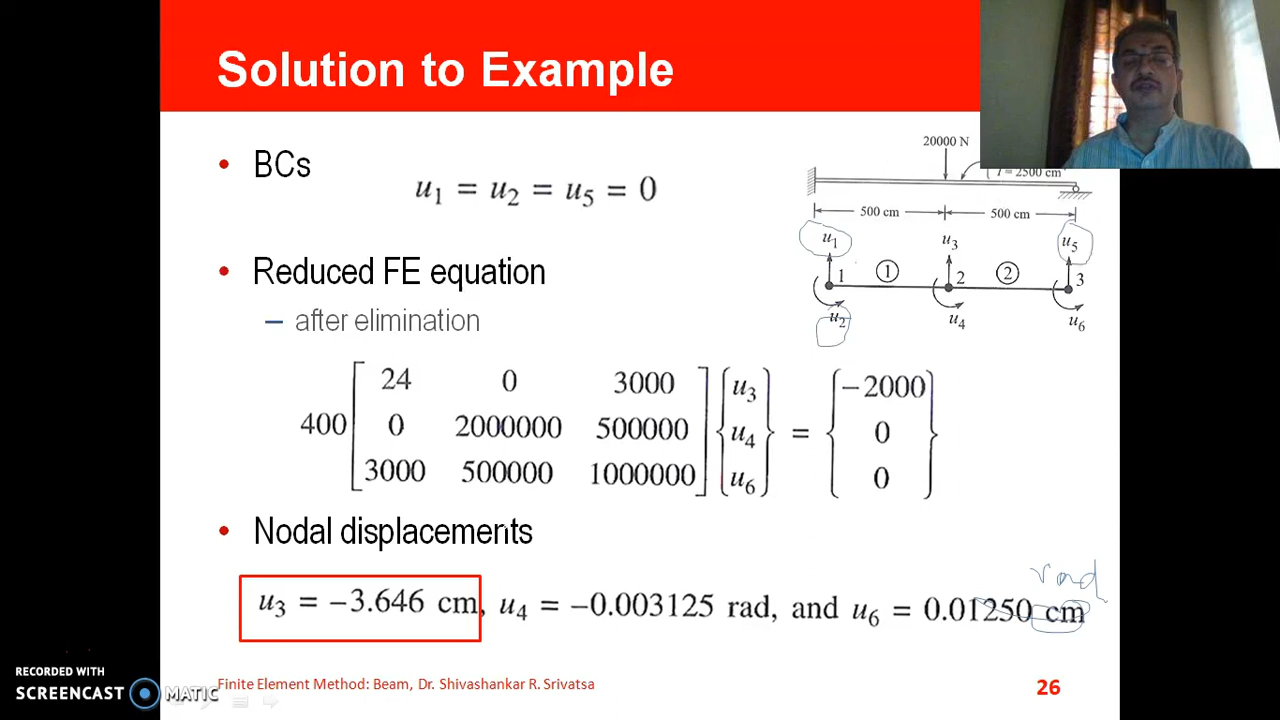 Solution to Example
• BCs
u₁ = u₂ = u₅ = 0
20000 N
I = 2500 cm
500 cm 500 cm
u₁ u₃ u₅
1 ① 2 ② 3
u₂ u₄ u₆
• Reduced FE equation
– after elimination
400 [ 24 0 3000 ] { u₃ } = { −2000 }
[ 0 2000000 500000 ] { u₄ } { 0 }
[ 3000 500000 1000000 ] { u₆ } { 0 }
• Nodal displacements
rad
u₃ = −3.646 cm, u₄ = −0.003125 rad, and u₆ = 0.01250 cm
RECORDED WITH
SCREENCAST MATIC
Finite Element Method: Beam, Dr. Shivashankar R. Srivatsa
26